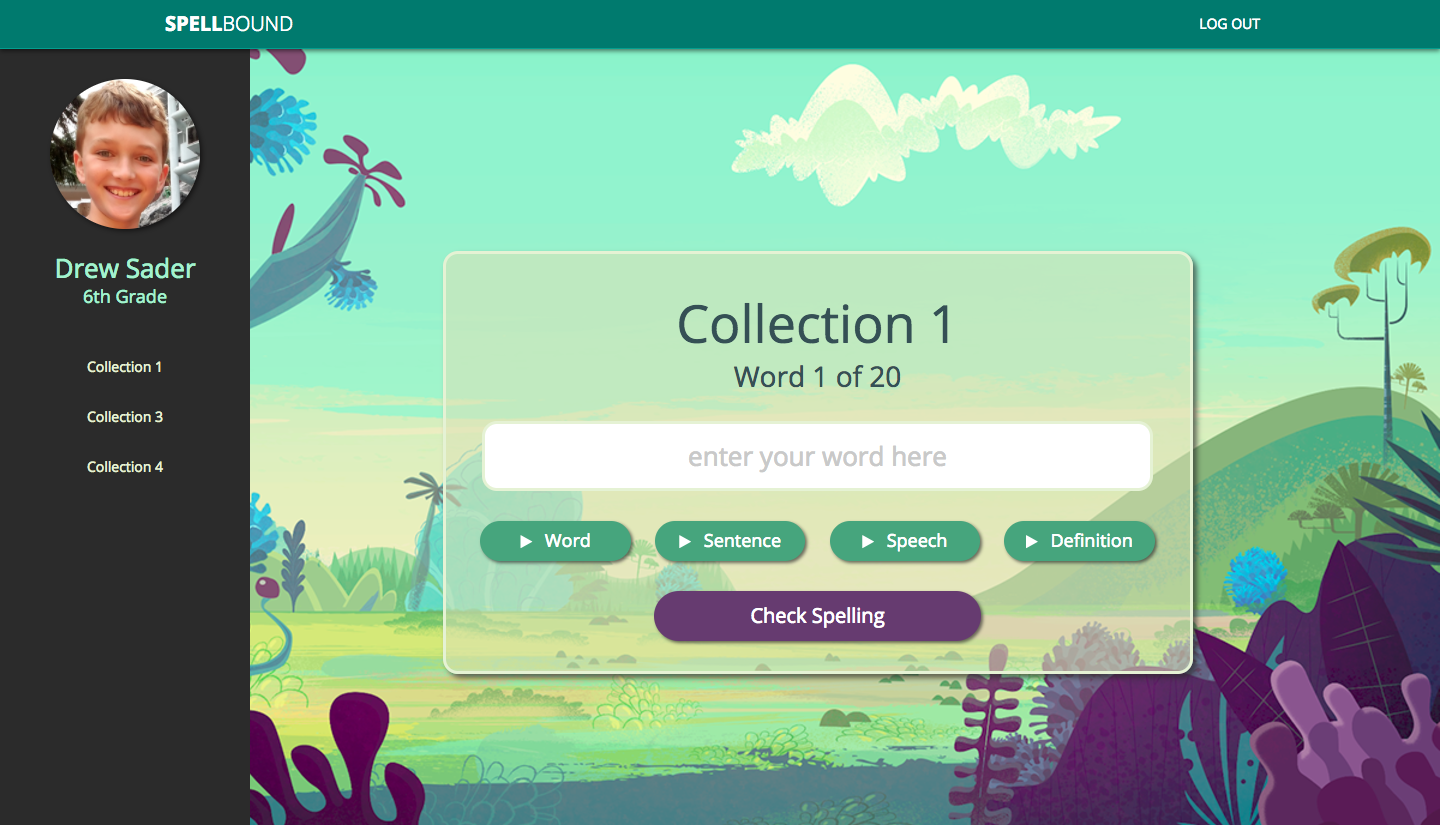 SPELLBOUND
LOG OUT
Drew Sader
6th Grade
Collection 1
Collection 3
Collection 4
Collection 1
Word 1 of 20
enter your word here
Word
Sentence
Speech
Definition
Check Spelling